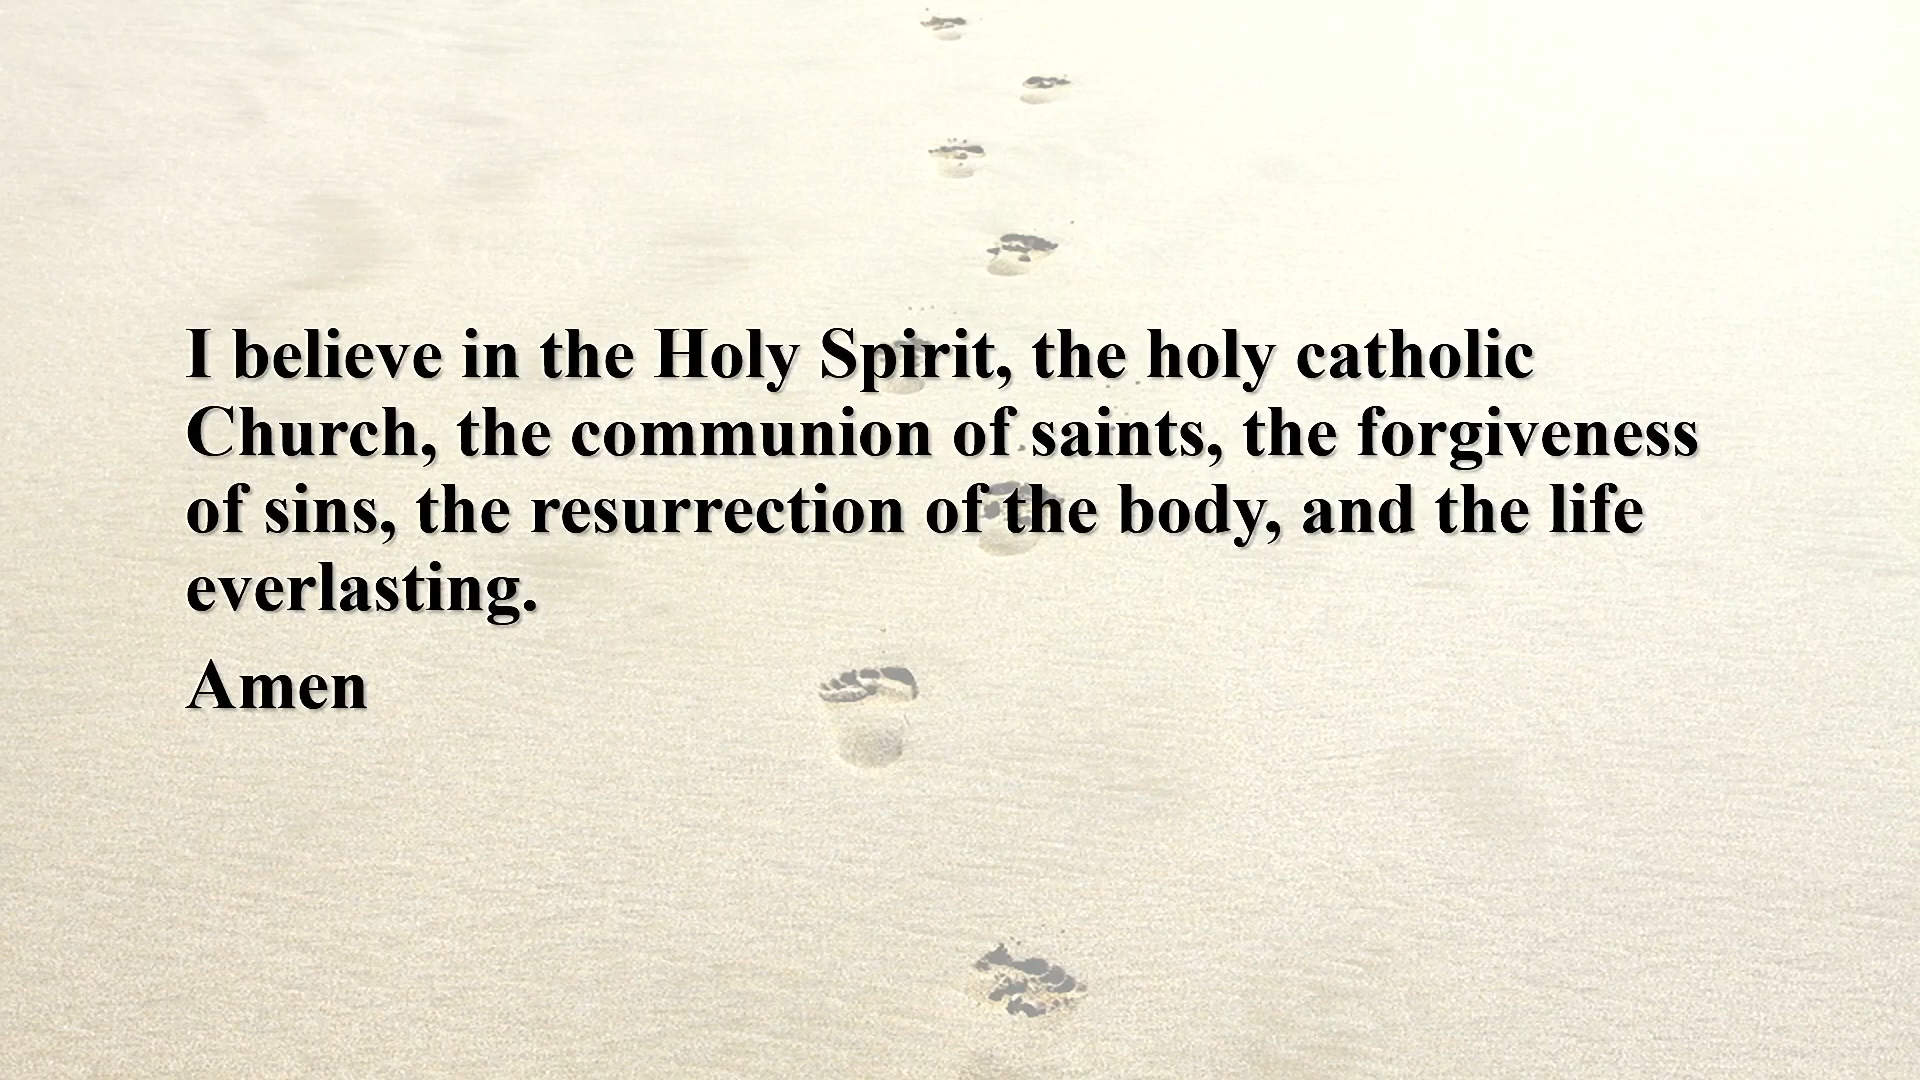 I believe in the Holy Spirit, the holy catholic
Church, the communion of saints, the forgiveness
of sins, the resurrection of the body, and the life
everlasting.
Amen